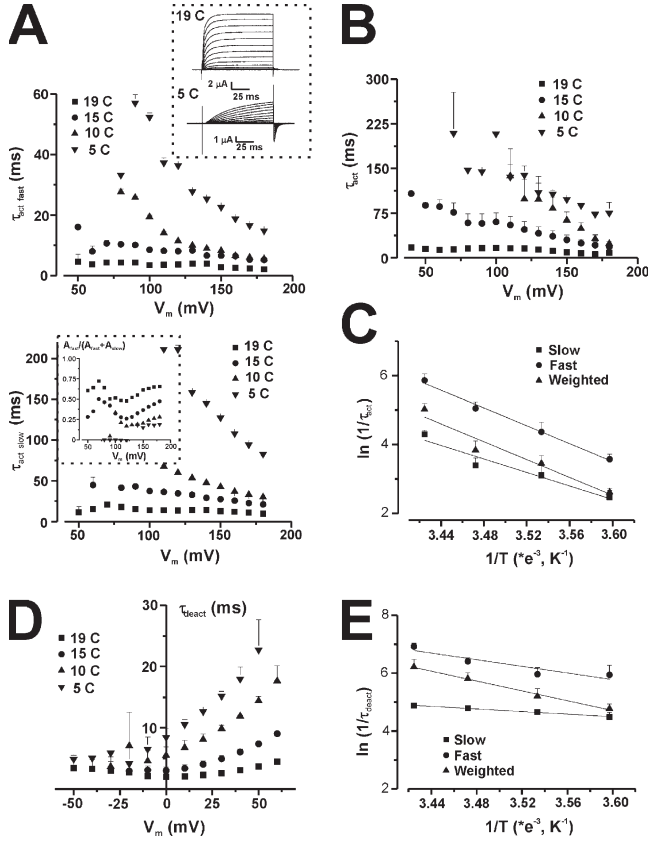 A
19 C
2 µA
25 ms
5 C
1 µA
25 ms
19 C
15 C
10 C
5 C
τact fast (ms)
60
40
20
0
50
100
150
200
Vm (mV)
B
19 C
15 C
10 C
5 C
τact (ms)
300
225
150
75
0
50
100
150
200
Vm (mV)
Afast/(Afast+Aslow)
1.00
0.75
0.50
0.25
0
50
100
150
200
Vm (mV)
19 C
15 C
10 C
5 C
τact slow (ms)
200
150
100
50
0
50
100
150
200
Vm (mV)
C
Slow
Fast
Weighted
ln (1/τact)
6
4
2
3.44
3.48
3.52
3.56
3.60
1/T (*e⁻³, K⁻¹)
D
τdeact (ms)
19 C
15 C
10 C
5 C
30
20
10
0
-50
-25
0
25
50
Vm (mV)
E
ln (1/τdeact)
8
6
4
2
Slow
Fast
Weighted
3.44
3.48
3.52
3.56
3.60
1/T (*e⁻³, K⁻¹)